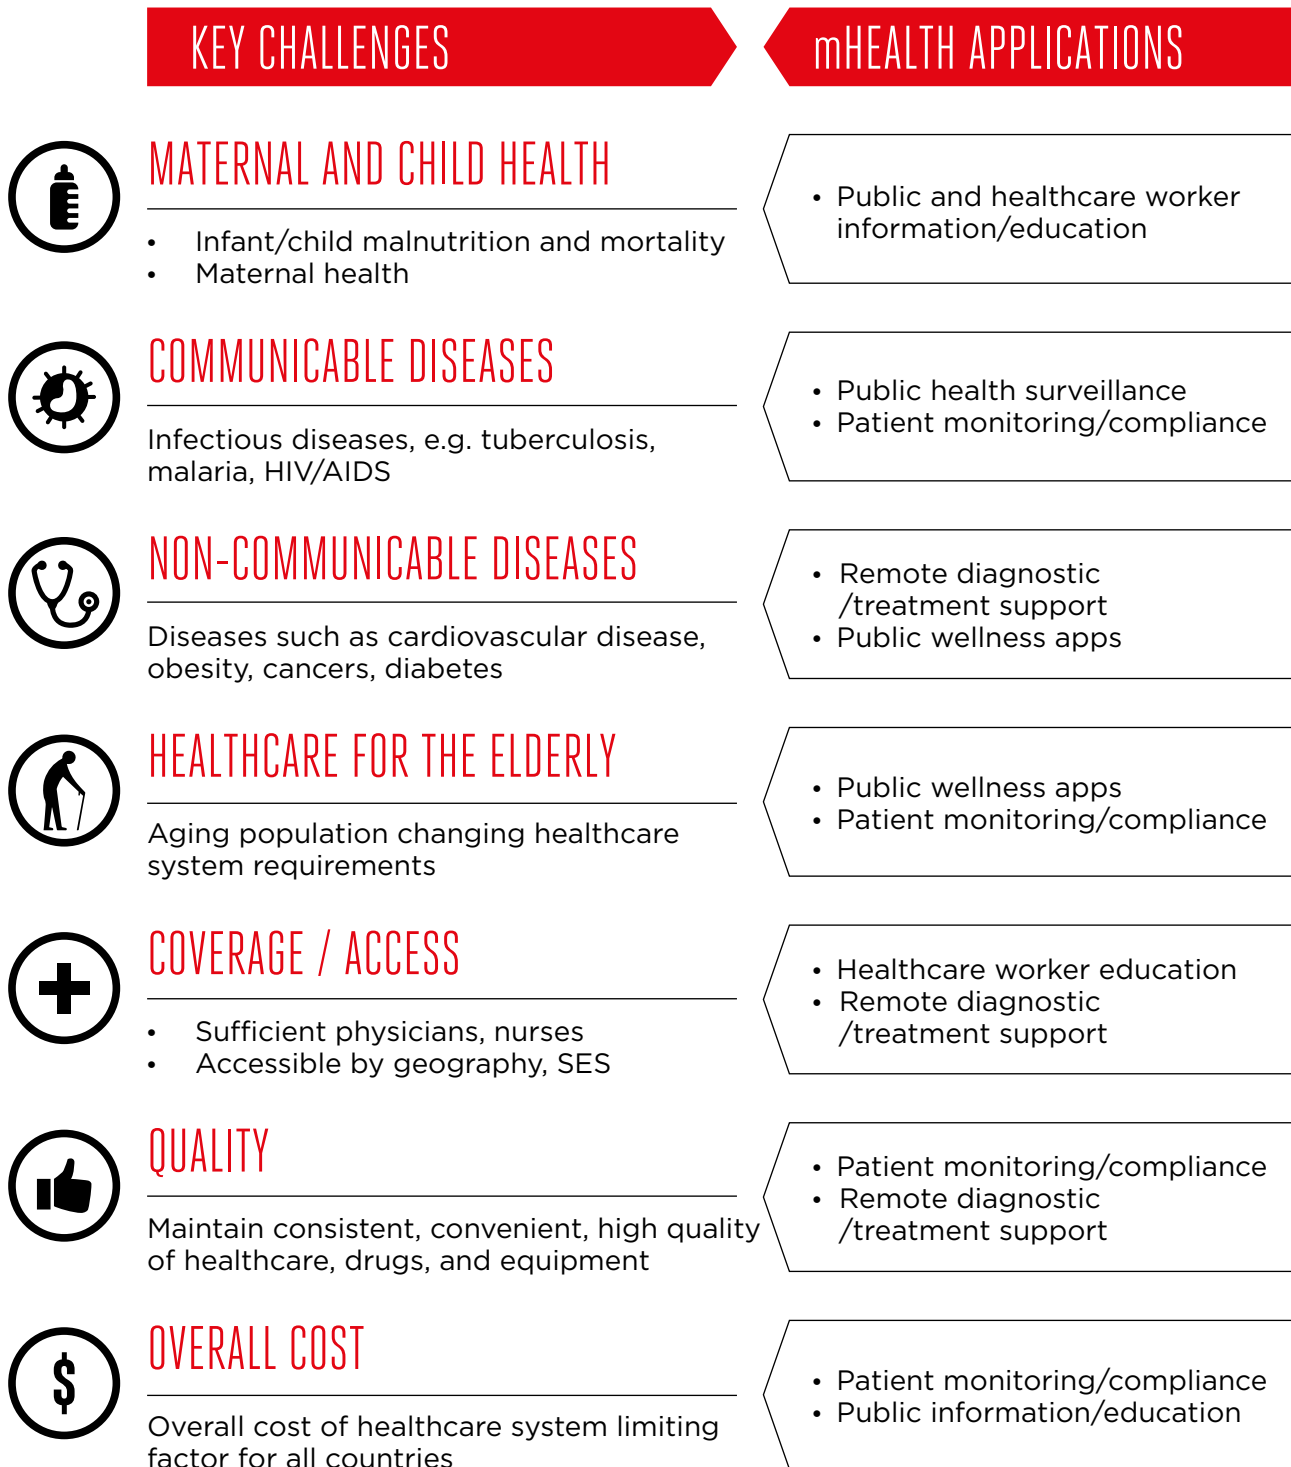 KEY CHALLENGES
mHEALTH APPLICATIONS
MATERNAL AND CHILD HEALTH
• Infant/child malnutrition and mortality
• Maternal health
• Public and healthcare worker
information/education
COMMUNICABLE DISEASES
Infectious diseases, e.g. tuberculosis,
malaria, HIV/AIDS
• Public health surveillance
• Patient monitoring/compliance
NON-COMMUNICABLE DISEASES
Diseases such as cardiovascular disease,
obesity, cancers, diabetes
• Remote diagnostic
/treatment support
• Public wellness apps
HEALTHCARE FOR THE ELDERLY
Aging population changing healthcare
system requirements
• Public wellness apps
• Patient monitoring/compliance
COVERAGE / ACCESS
• Sufficient physicians, nurses
• Accessible by geography, SES
• Healthcare worker education
• Remote diagnostic
/treatment support
QUALITY
Maintain consistent, convenient, high quality
of healthcare, drugs, and equipment
• Patient monitoring/compliance
• Remote diagnostic
/treatment support
$
OVERALL COST
Overall cost of healthcare system limiting
factor for all countries
• Patient monitoring/compliance
• Public information/education